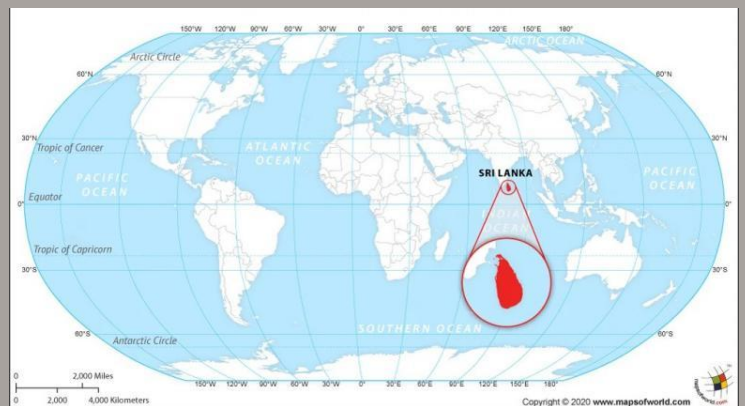 150°W 120°W 90°W 60°W 30°W 0° 30°E 60°E 90°E 120°E 150°E 180°
ARCTIC OCEAN
Arctic Circle
60°N 60°N
30°N 30°N
Tropic of Cancer
ATLANTIC
OCEAN
SRI LANKA
PACIFIC
OCEAN
PACIFIC
OCEAN
Equator
0° 0°
INDIAN
OCEAN
Tropic of Capricorn
30°S 30°S
SOUTHERN OCEAN
60°S 60°S
Antarctic Circle
150°W 120°W 90°W 60°W 30°W 0° 30°E 60°E 90°E 120°E 150°E 180°
0 2,000 Miles
0 2,000 4,000 Kilometers
Copyright © 2020 www.mapsofworld.com